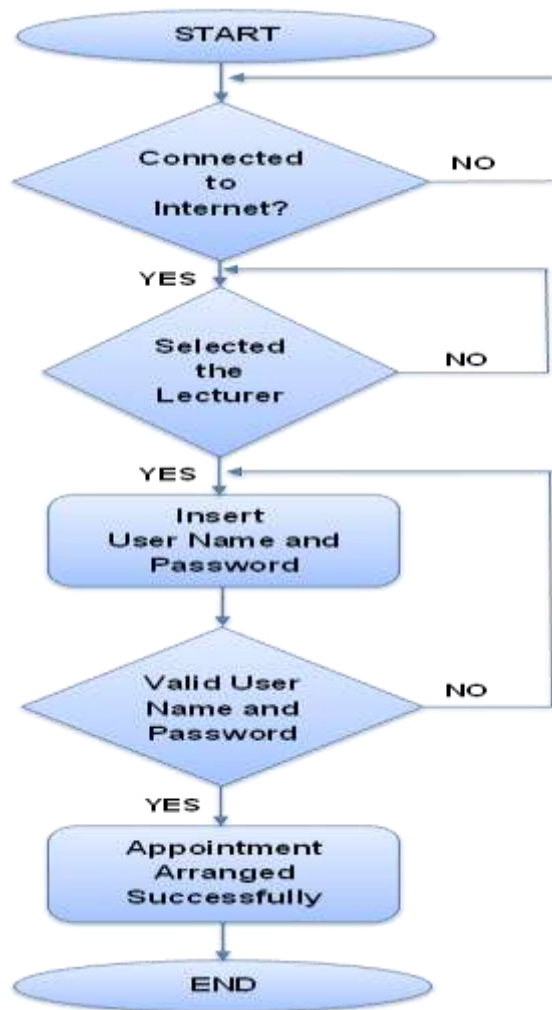 START
Connected
to
Internet?
NO
YES
Selected
the
Lecturer
NO
YES
Insert
User Name and
Password
Valid User
Name and
Password
NO
YES
Appointment
Arranged
Successfully
END